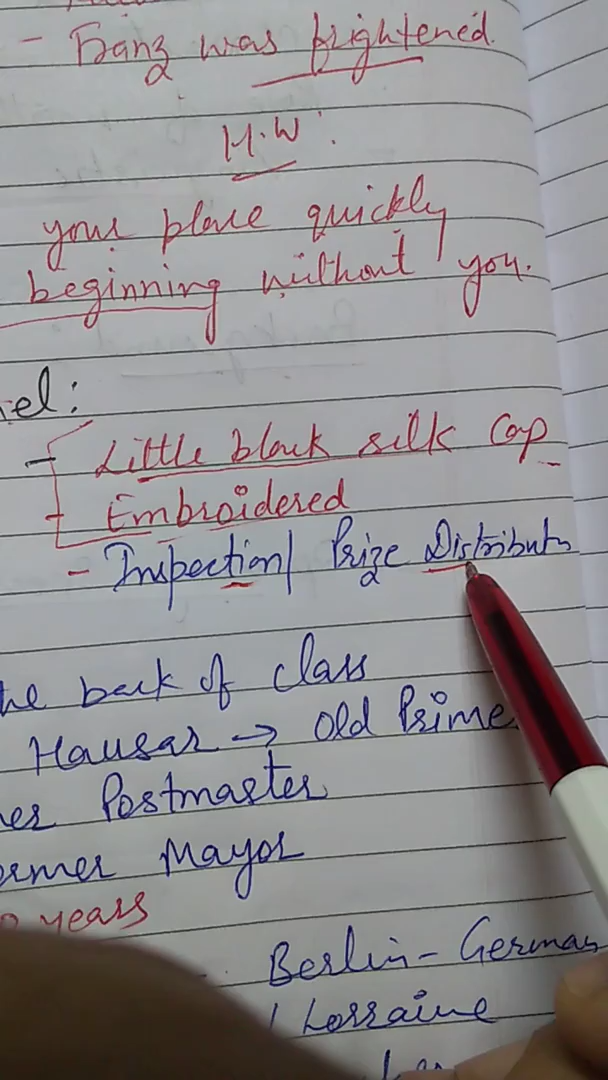 - Franz was frightened.
H.W.
your place quickly
beginning without you.
el:
- Little black silk cap
- Embroidered
- Inspection/ Prize Distributn
he back of class
Hausar → Old Prime
er Postmaster
ormer Mayor
years
Berlin - German
Lorraine